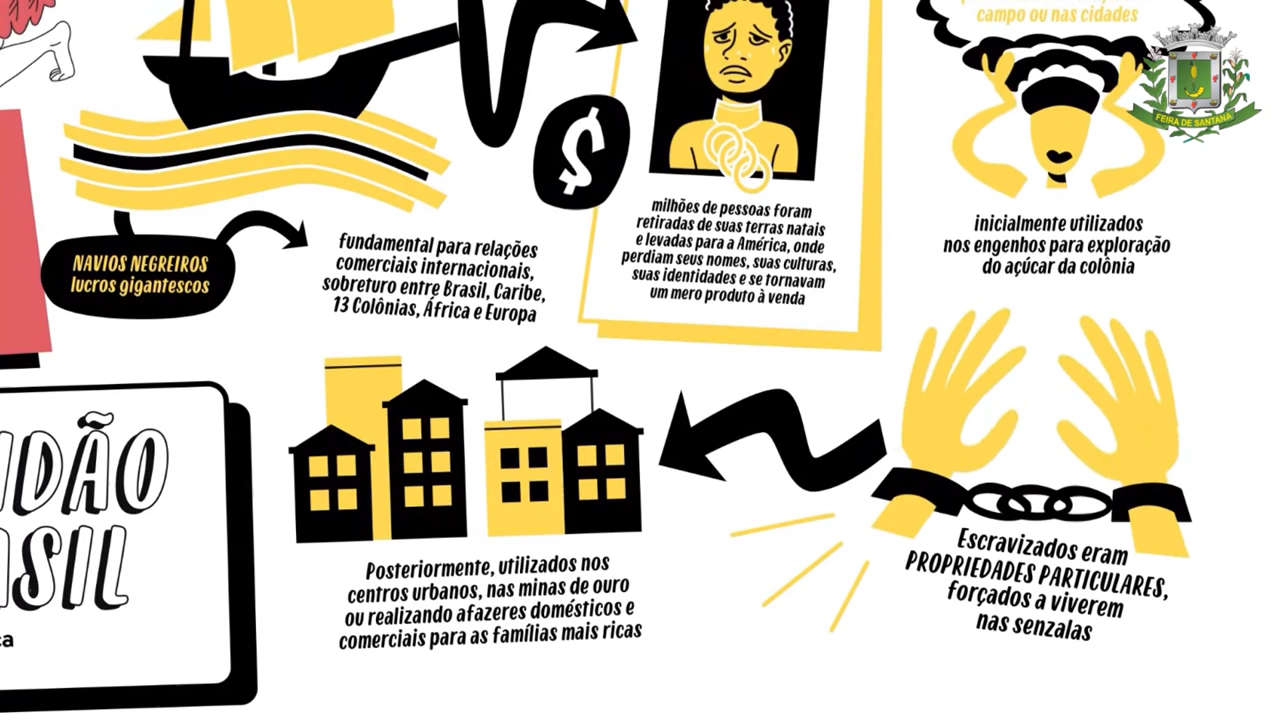 campo ou nas cidades
FEIRA DE SANTANA
$
milhões de pessoas foram
retiradas de suas terras natais
e levadas para a América, onde
perdiam seus nomes, suas culturas,
suas identidades e se tornavam
um mero produto à venda
inicialmente utilizados
nos engenhos para exploração
do açúcar da colônia
NAVIOS NEGREIROS
lucros gigantescos
fundamental para relações
comerciais internacionais,
sobreturo entre Brasil, Caribe,
13 Colônias, África e Europa
IDÃO
ASIL
ca
Posteriormente, utilizados nos
centros urbanos, nas minas de ouro
ou realizando afazeres domésticos e
comerciais para as famílias mais ricas
Escravizados eram
PROPRIEDADES PARTICULARES,
forçados a viverem
nas senzalas